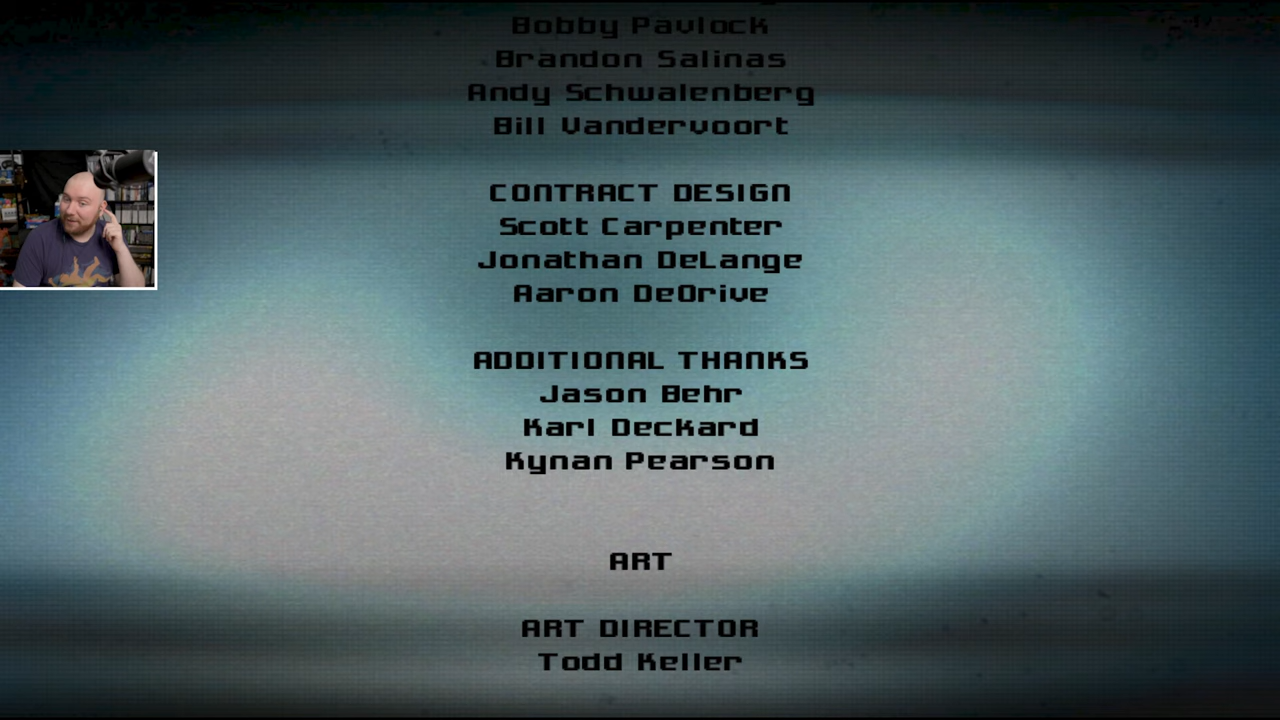 Bobby Pavlock
Brandon Salinas
Andy Schwalenberg
Bill Vandervoort
CONTRACT DESIGN
Scott Carpenter
Jonathan DeLange
Aaron DeOrive
ADDITIONAL THANKS
Jason Behr
Karl Deckard
Kynan Pearson
ART
ART DIRECTOR
Todd Keller